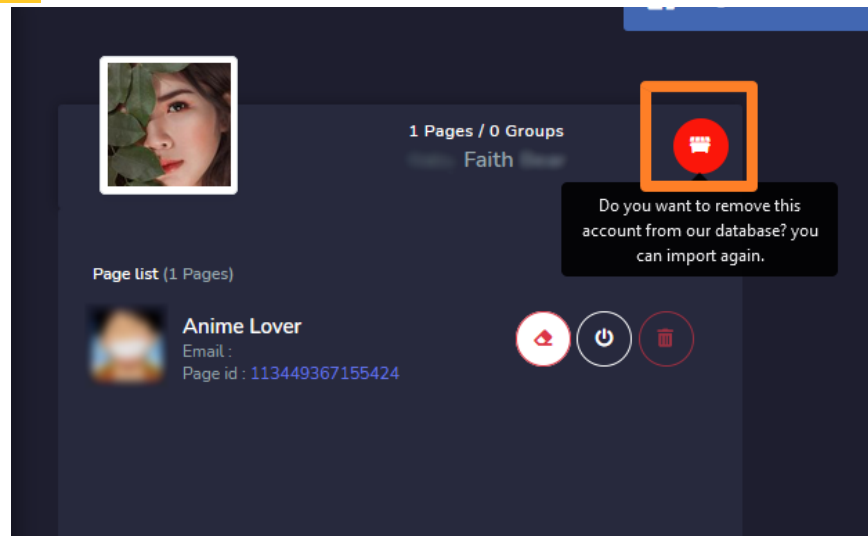 1 Pages / 0 Groups
Faith
Do you want to remove this
account from our database? you
can import again.
Page list (1 Pages)
Anime Lover
Email :
Page id : 113449367155424